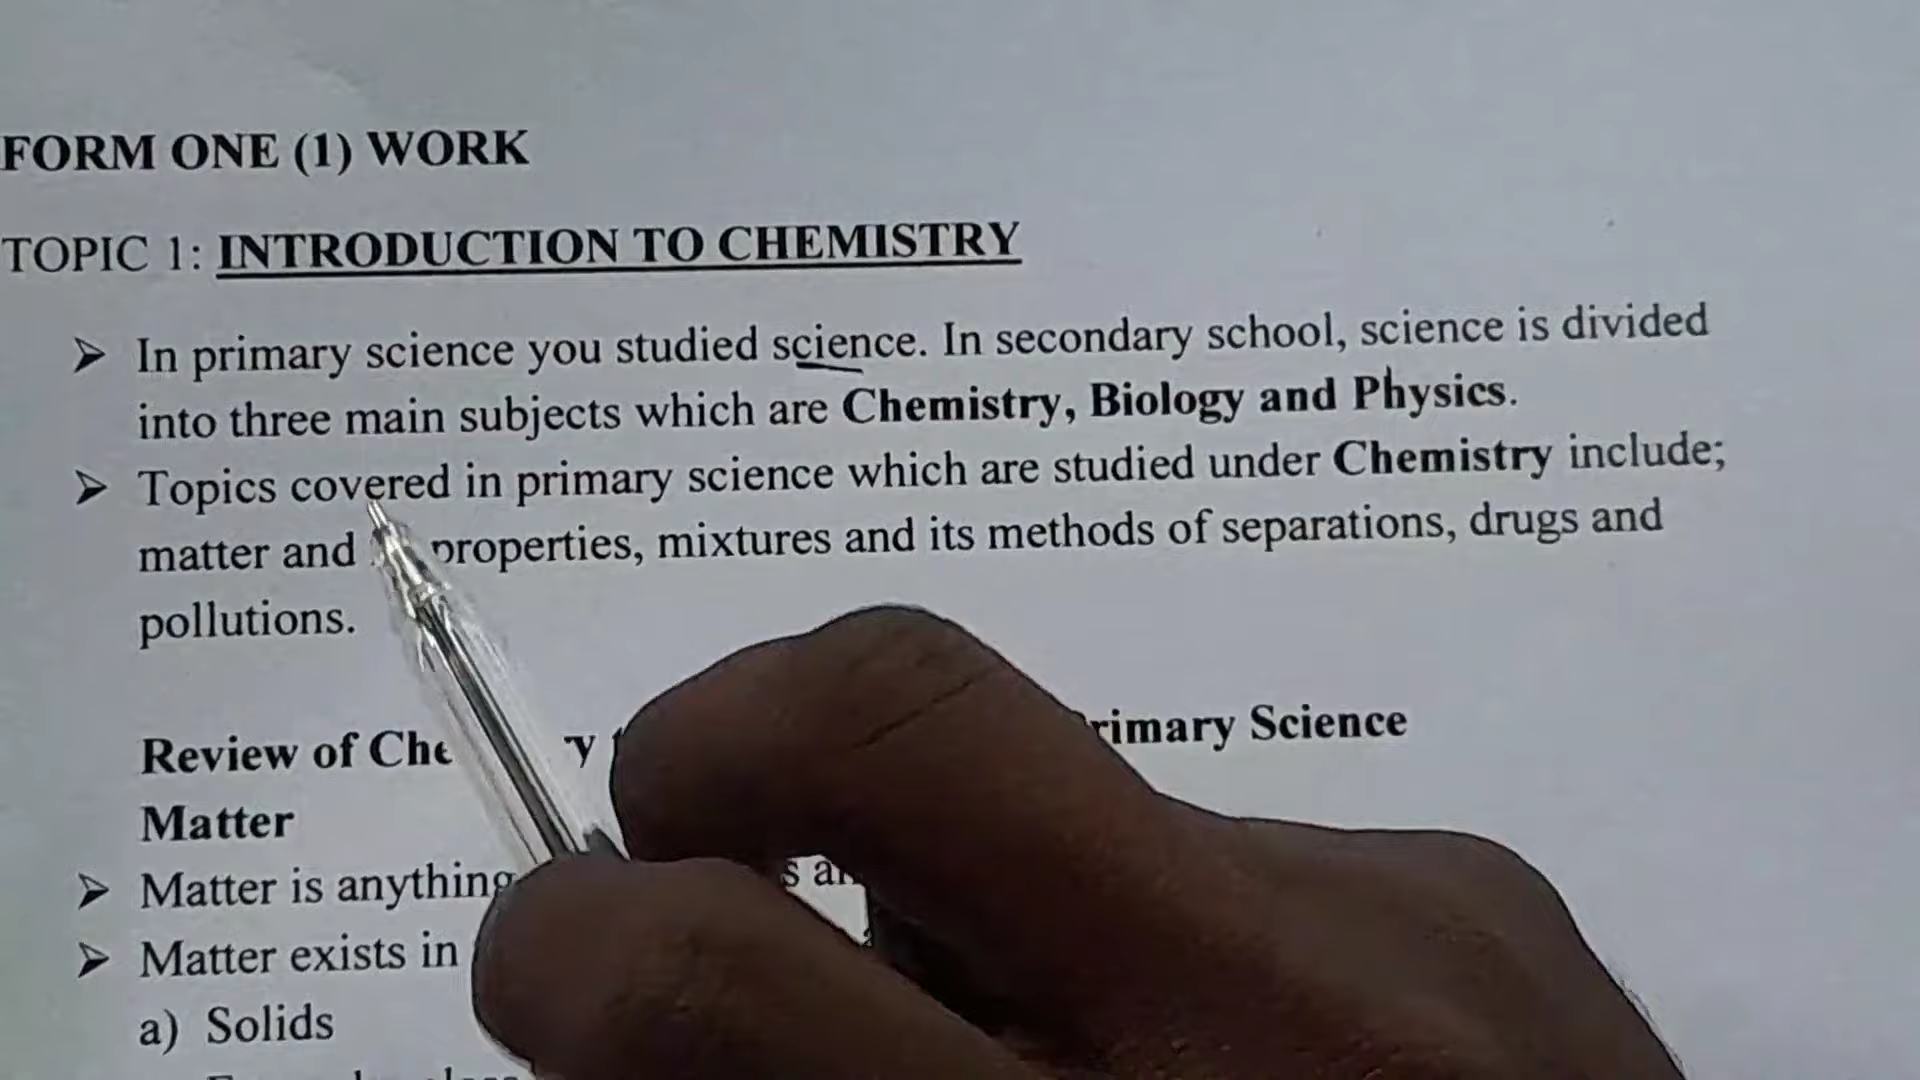 FORM ONE (1) WORK
TOPIC 1: INTRODUCTION TO CHEMISTRY
➤ In primary science you studied science. In secondary school, science is divided
into three main subjects which are Chemistry, Biology and Physics.
➤ Topics covered in primary science which are studied under Chemistry include;
matter and properties, mixtures and its methods of separations, drugs and
pollutions.
Review of Primary Science
Matter
➤ Matter is anything
➤ Matter exists in
a) Solids